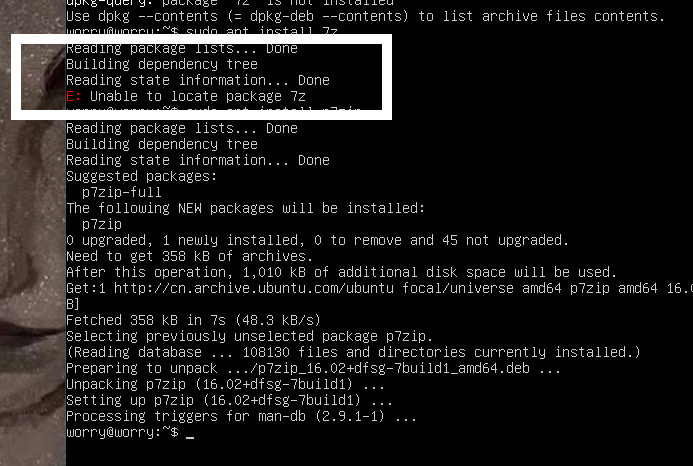 dpkg-query: package '7z' is not installed
Use dpkg --contents (= dpkg-deb --contents) to list archive files contents.
worry@worry:~$ sudo apt install 7z
Reading package lists... Done
Building dependency tree
Reading state information... Done
E: Unable to locate package 7z
worry@worry:~$ sudo apt install p7zip
Reading package lists... Done
Building dependency tree
Reading state information... Done
Suggested packages:
p7zip-full
The following NEW packages will be installed:
p7zip
0 upgraded, 1 newly installed, 0 to remove and 45 not upgraded.
Need to get 358 kB of archives.
After this operation, 1,010 kB of additional disk space will be used.
Get:1 http://cn.archive.ubuntu.com/ubuntu focal/universe amd64 p7zip amd64 16.0
B]
Fetched 358 kB in 7s (48.3 kB/s)
Selecting previously unselected package p7zip.
(Reading database ... 108130 files and directories currently installed.)
Preparing to unpack .../p7zip_16.02+dfsg-7build1_amd64.deb ...
Unpacking p7zip (16.02+dfsg-7build1) ...
Setting up p7zip (16.02+dfsg-7build1) ...
Processing triggers for man-db (2.9.1-1) ...
worry@worry:~$ _